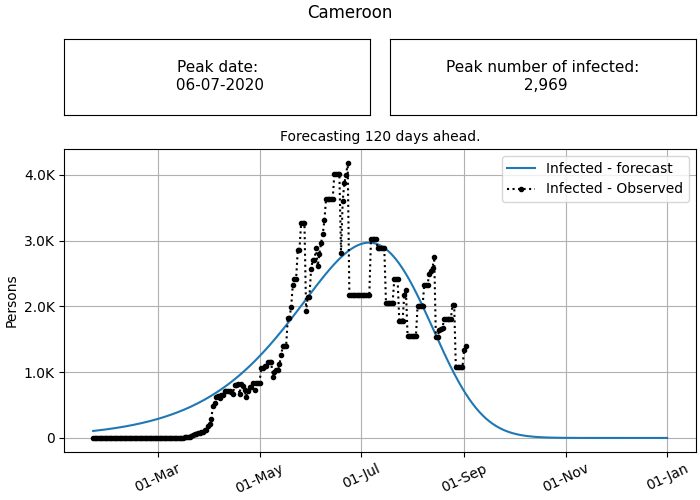 Cameroon
Peak date:
06-07-2020
Peak number of infected:
2,969
Forecasting 120 days ahead.
Infected - forecast
Infected - Observed
4.0K
3.0K
2.0K
1.0K
0
Persons
01-Mar
01-May
01-Jul
01-Sep
01-Nov
01-Jan